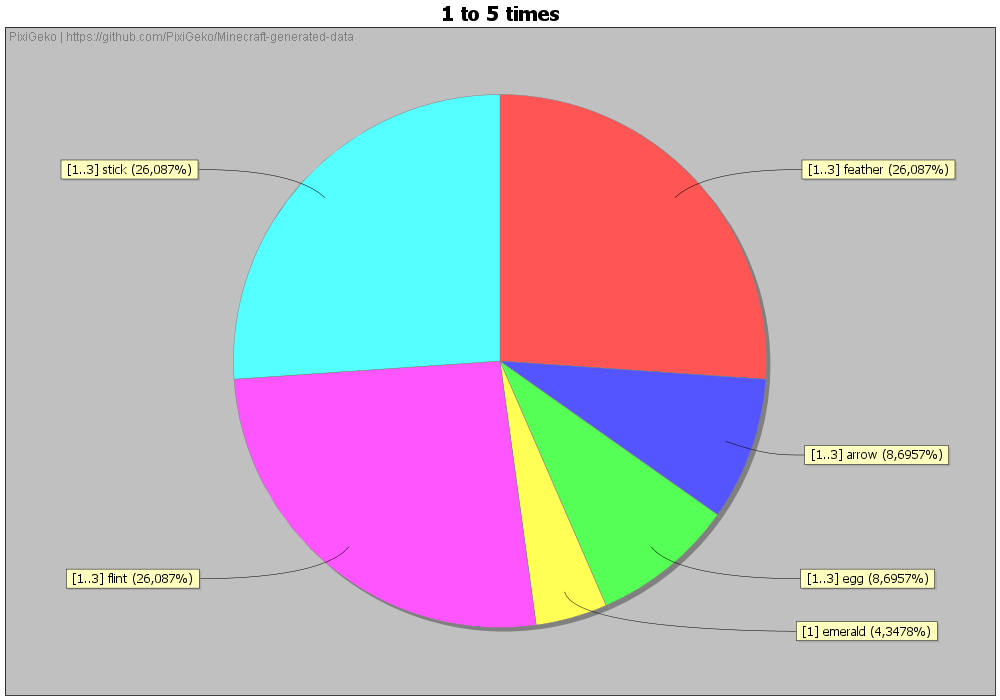 1 to 5 times
PixiGeko | https://github.com/PixiGeko/Minecraft-generated-data
[1..3] stick (26,087%)
[1..3] feather (26,087%)
[1..3] arrow (8,6957%)
[1..3] flint (26,087%)
[1..3] egg (8,6957%)
[1] emerald (4,3478%)